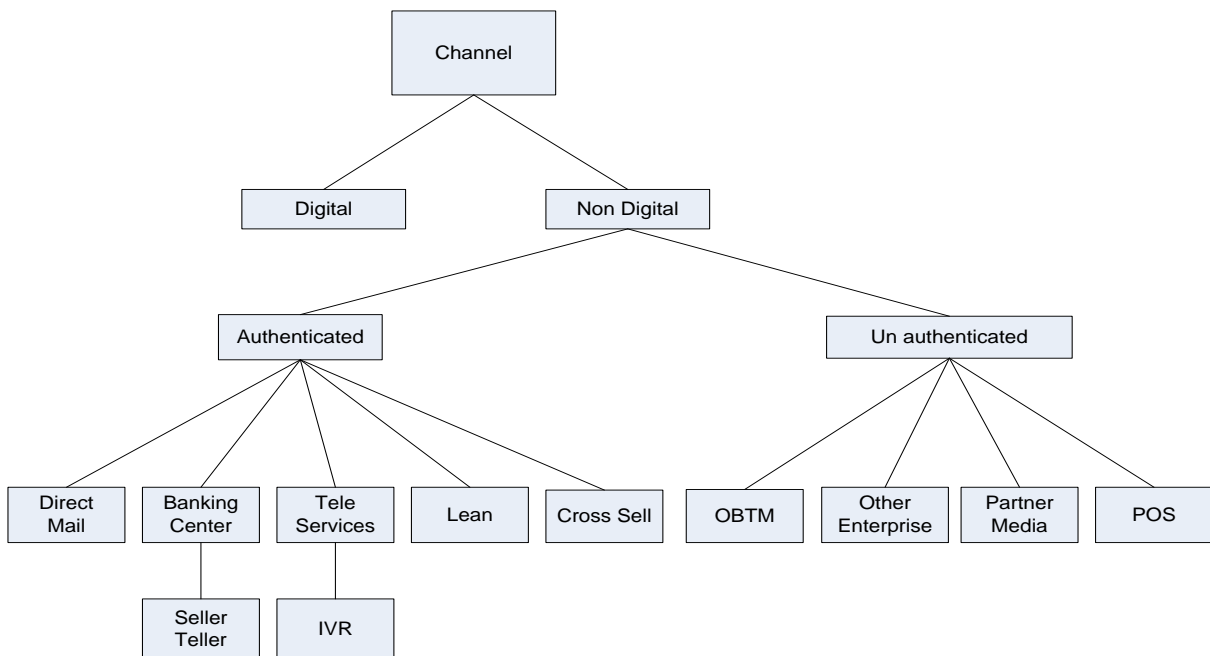 Channel
Digital
Non Digital
Authenticated
Un authenticated
Direct
Mail
Banking
Center
Tele
Services
Lean
Cross Sell
OBTM
Other
Enterprise
Partner
Media
POS
Seller
Teller
IVR